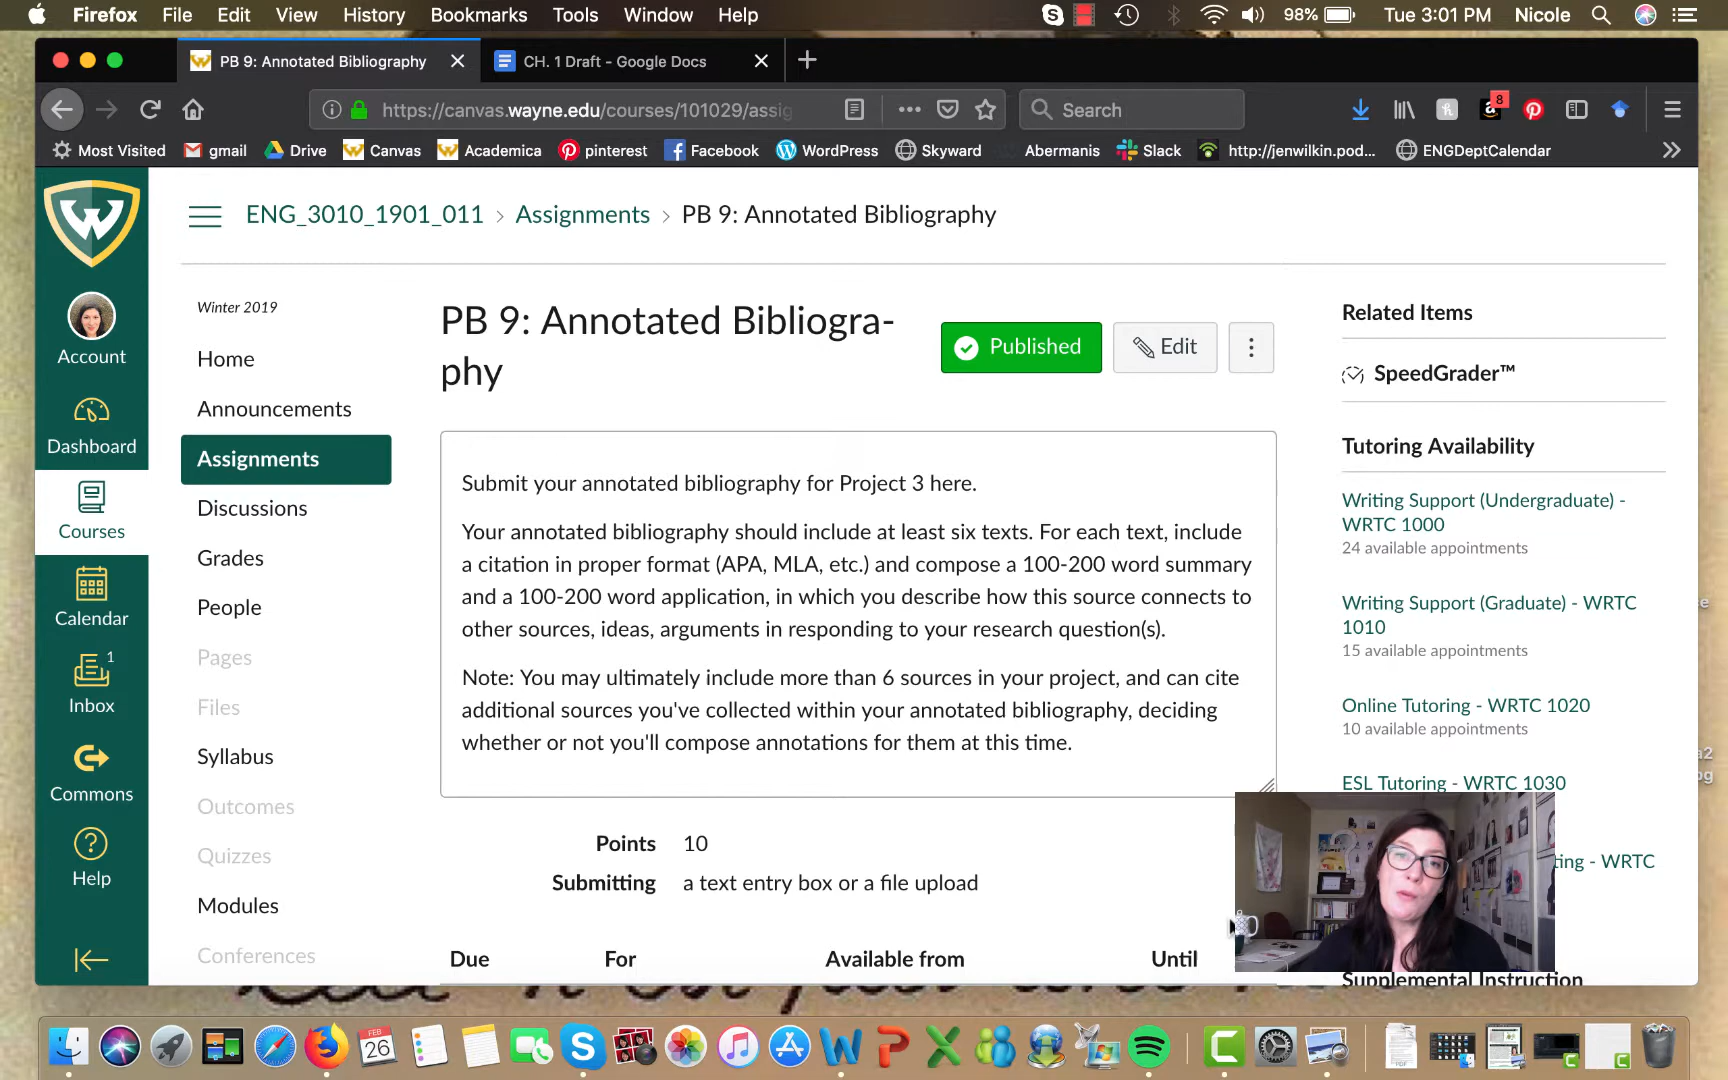 Firefox File Edit View History Bookmarks Tools Window Help 98% Tue 3:01 PM Nicole
PB 9: Annotated Bibliography CH. 1 Draft - Google Docs
https://canvas.wayne.edu/courses/101029/assig Search 8
Most Visited gmail Drive Canvas Academica pinterest Facebook WordPress Skyward Abermanis Slack http://jenwilkin.pod... ENGDeptCalendar
ENG_3010_1901_011 › Assignments › PB 9: Annotated Bibliography
Account
Dashboard
Courses
Calendar
1
Inbox
Commons
Help
Winter 2019
Home
Announcements
Assignments
Discussions
Grades
People
Pages
Files
Syllabus
Outcomes
Quizzes
Modules
Conferences
PB 9: Annotated Bibliogra-
phy
Published Edit
Submit your annotated bibliography for Project 3 here.
Your annotated bibliography should include at least six texts. For each text, include
a citation in proper format (APA, MLA, etc.) and compose a 100-200 word summary
and a 100-200 word application, in which you describe how this source connects to
other sources, ideas, arguments in responding to your research question(s).
Note: You may ultimately include more than 6 sources in your project, and can cite
additional sources you've collected within your annotated bibliography, deciding
whether or not you'll compose annotations for them at this time.
Points 10
Submitting a text entry box or a file upload
Due For Available from Until
Related Items
SpeedGrader™
Tutoring Availability
Writing Support (Undergraduate) -
WRTC 1000
24 available appointments
Writing Support (Graduate) - WRTC
1010
15 available appointments
Online Tutoring - WRTC 1020
10 available appointments
ESL Tutoring - WRTC 1030
ting - WRTC
Supplemental Instruction
FEB
26